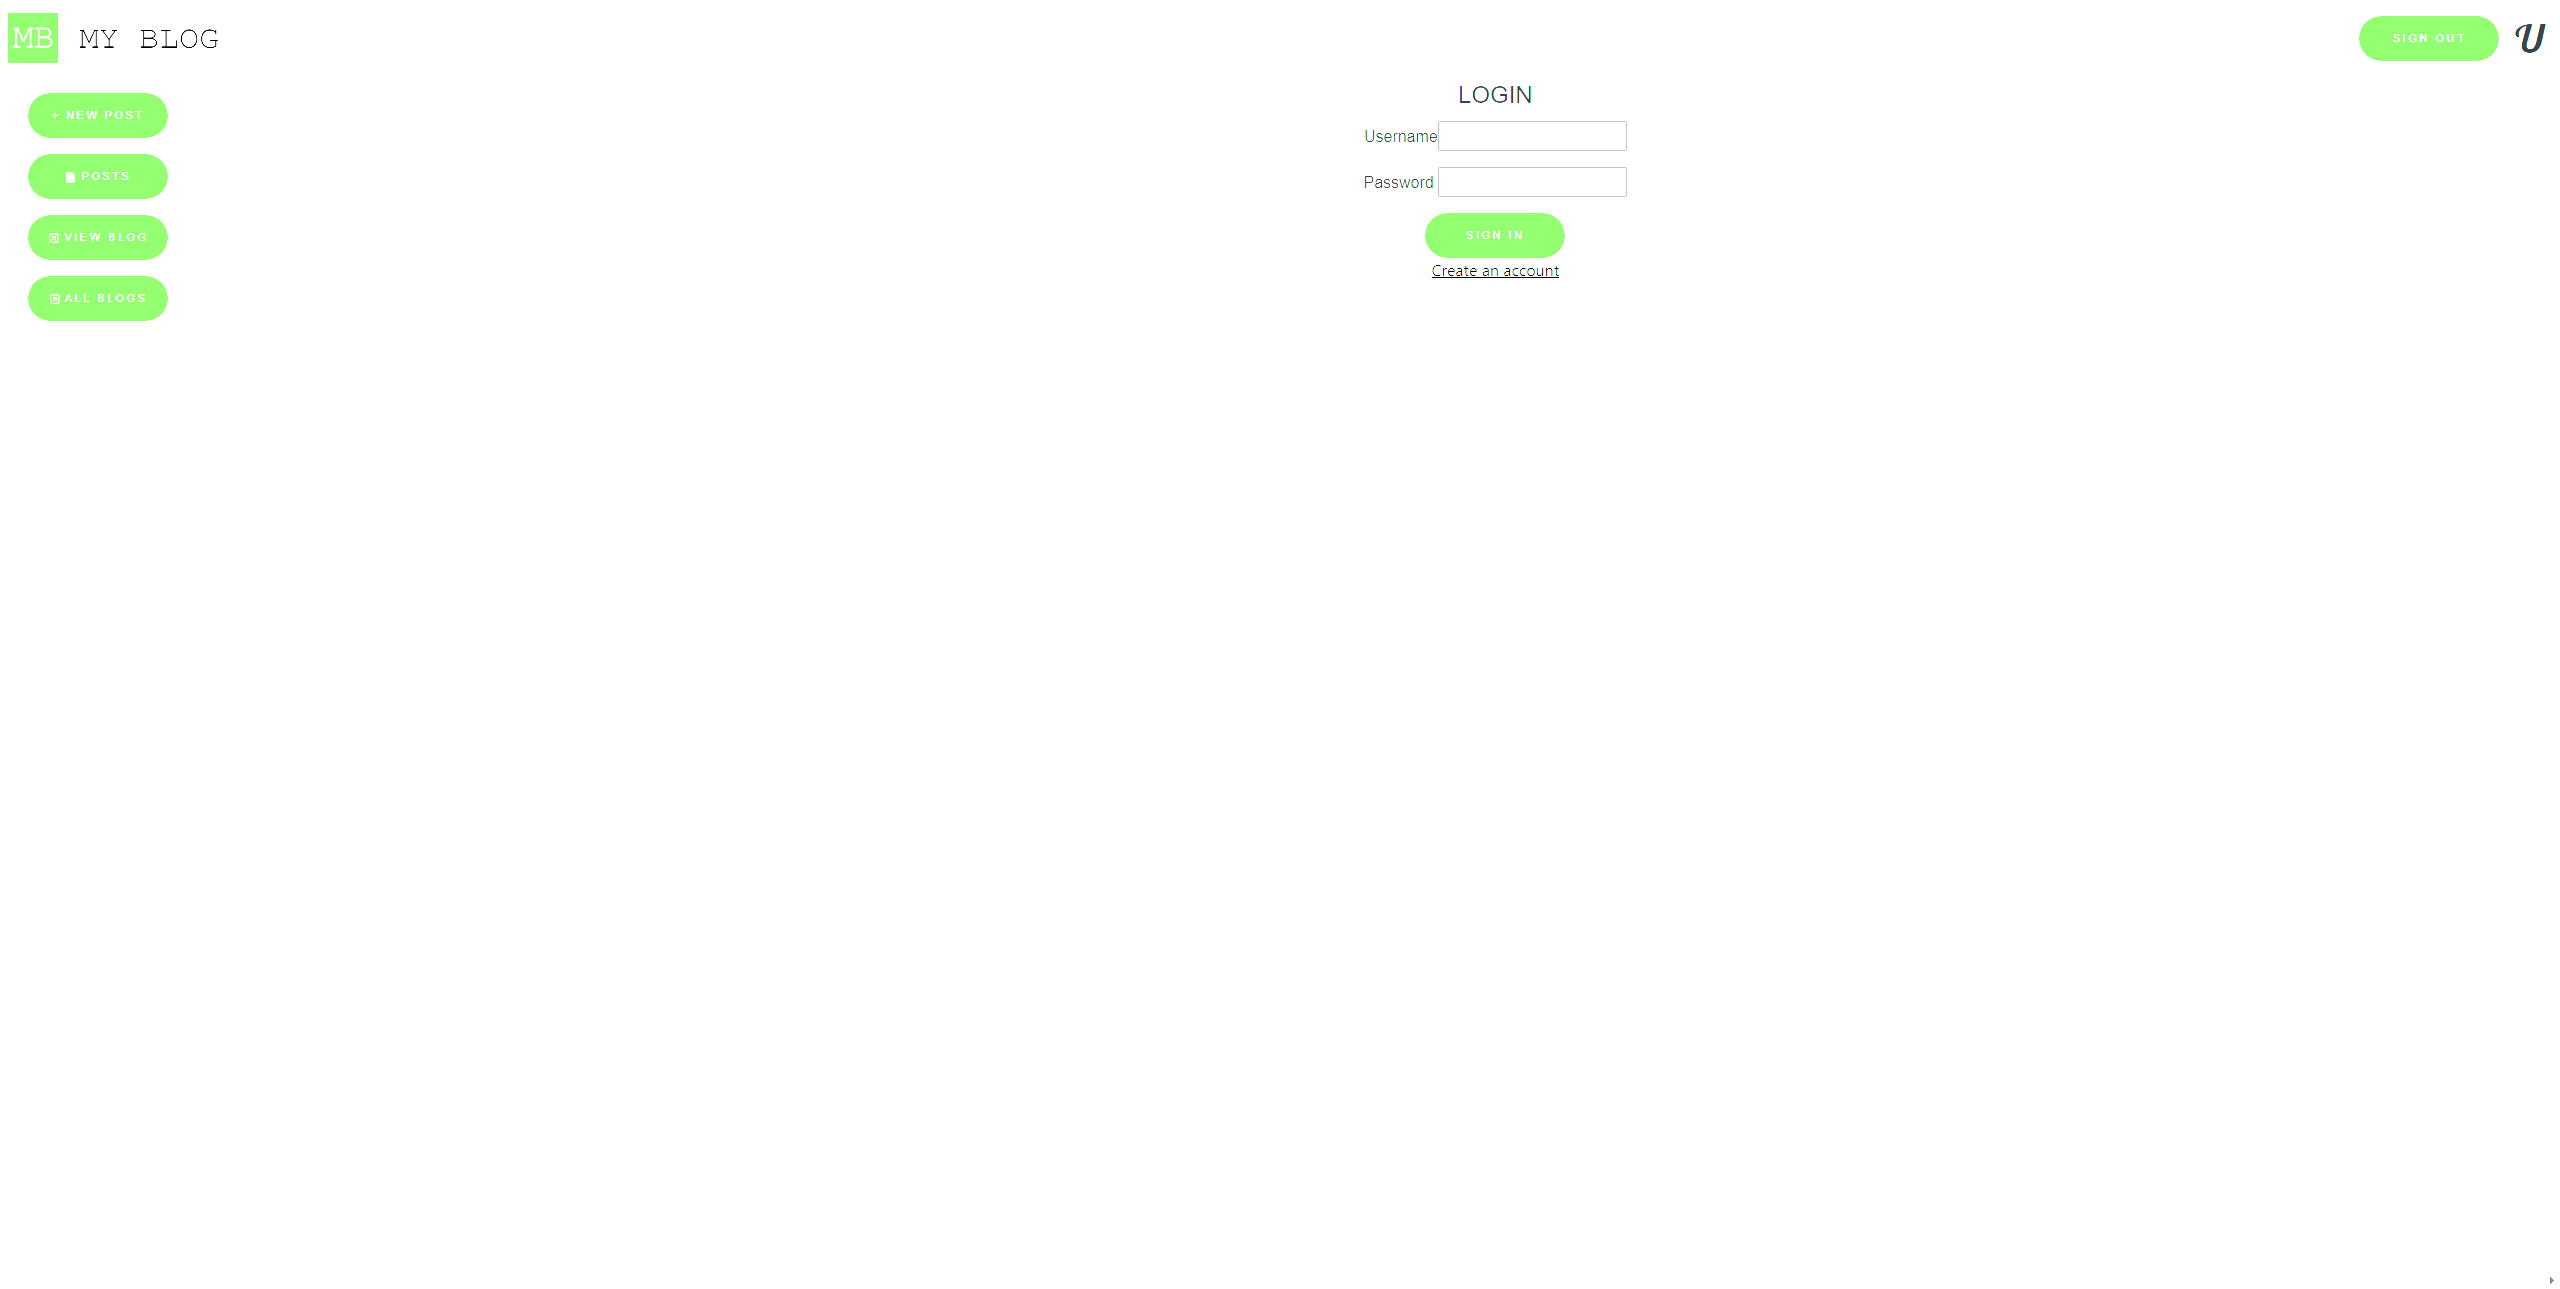 MB MY BLOG
SIGN OUT U
+ NEW POST
POSTS
VIEW BLOG
ALL BLOGS
LOGIN
Username
Password
SIGN IN
Create an account